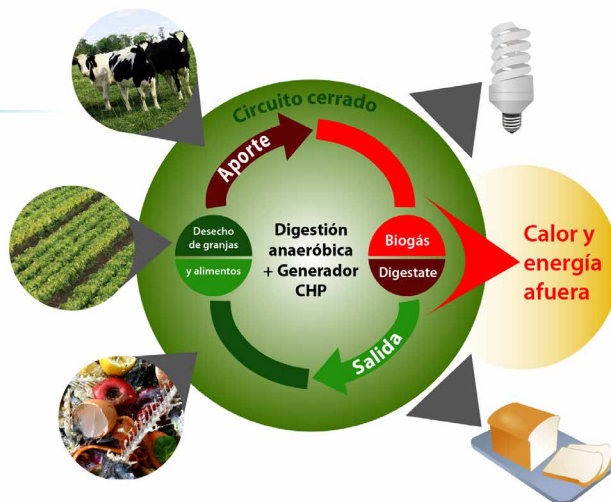 Circuito cerrado
Aporte
Desecho
de granjas
y alimentos
Digestión
anaeróbica
+ Generador
CHP
Biogás
Digestate
Salida
Calor y
energía
afuera